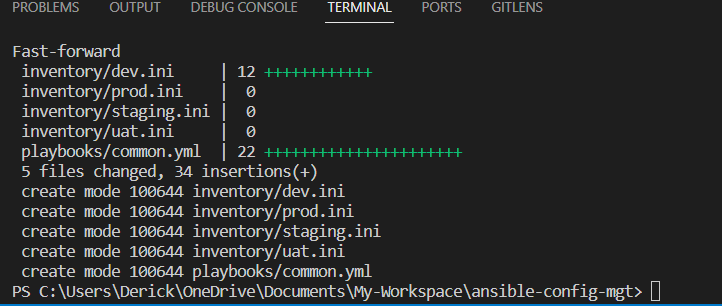 PROBLEMS OUTPUT DEBUG CONSOLE TERMINAL PORTS GITLENS
Fast-forward
inventory/dev.ini | 12 ++++++++++++
inventory/prod.ini | 0
inventory/staging.ini | 0
inventory/uat.ini | 0
playbooks/common.yml | 22 ++++++++++++++++++++++
5 files changed, 34 insertions(+)
create mode 100644 inventory/dev.ini
create mode 100644 inventory/prod.ini
create mode 100644 inventory/staging.ini
create mode 100644 inventory/uat.ini
create mode 100644 playbooks/common.yml
PS C:\Users\Derick\OneDrive\Documents\My-Workspace\ansible-config-mgt>